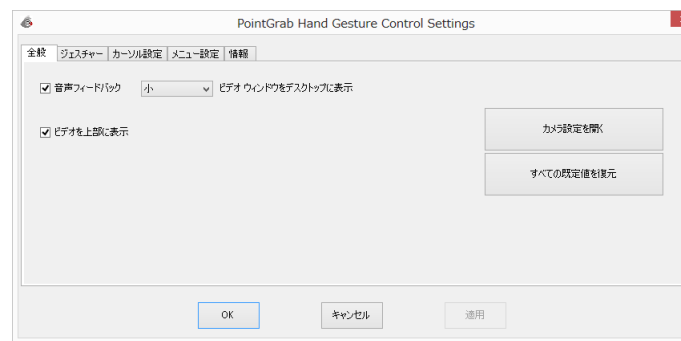 PointGrab Hand Gesture Control Settings
全般 ジェスチャー カーソル設定 メニュー設定 情報
音声フィードバック 小 ビデオ ウィンドウをデスクトップに表示
ビデオを上部に表示
カメラ設定を開く
すべての既定値を復元
OK キャンセル 適用